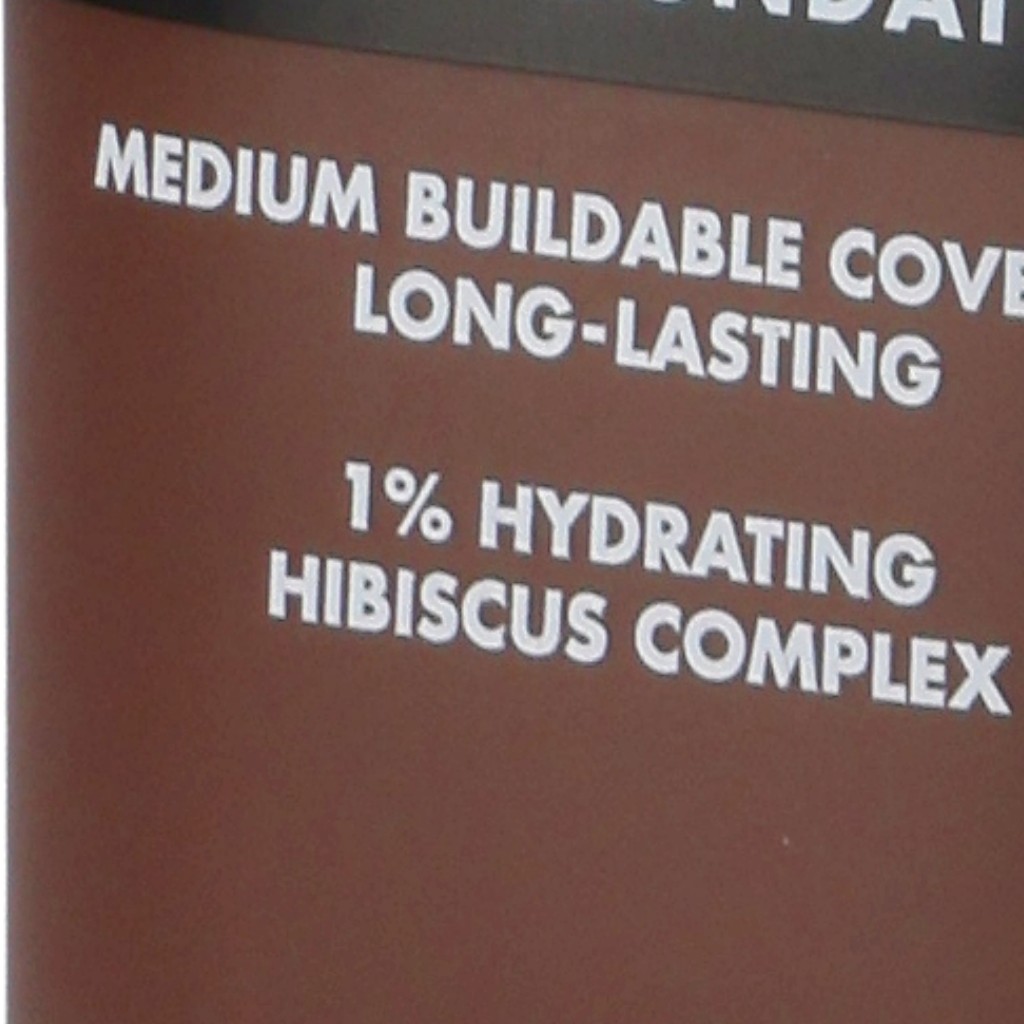 MEDIUM BUILDABLE COVE
LONG-LASTING
1% HYDRATING
HIBISCUS COMPLEX